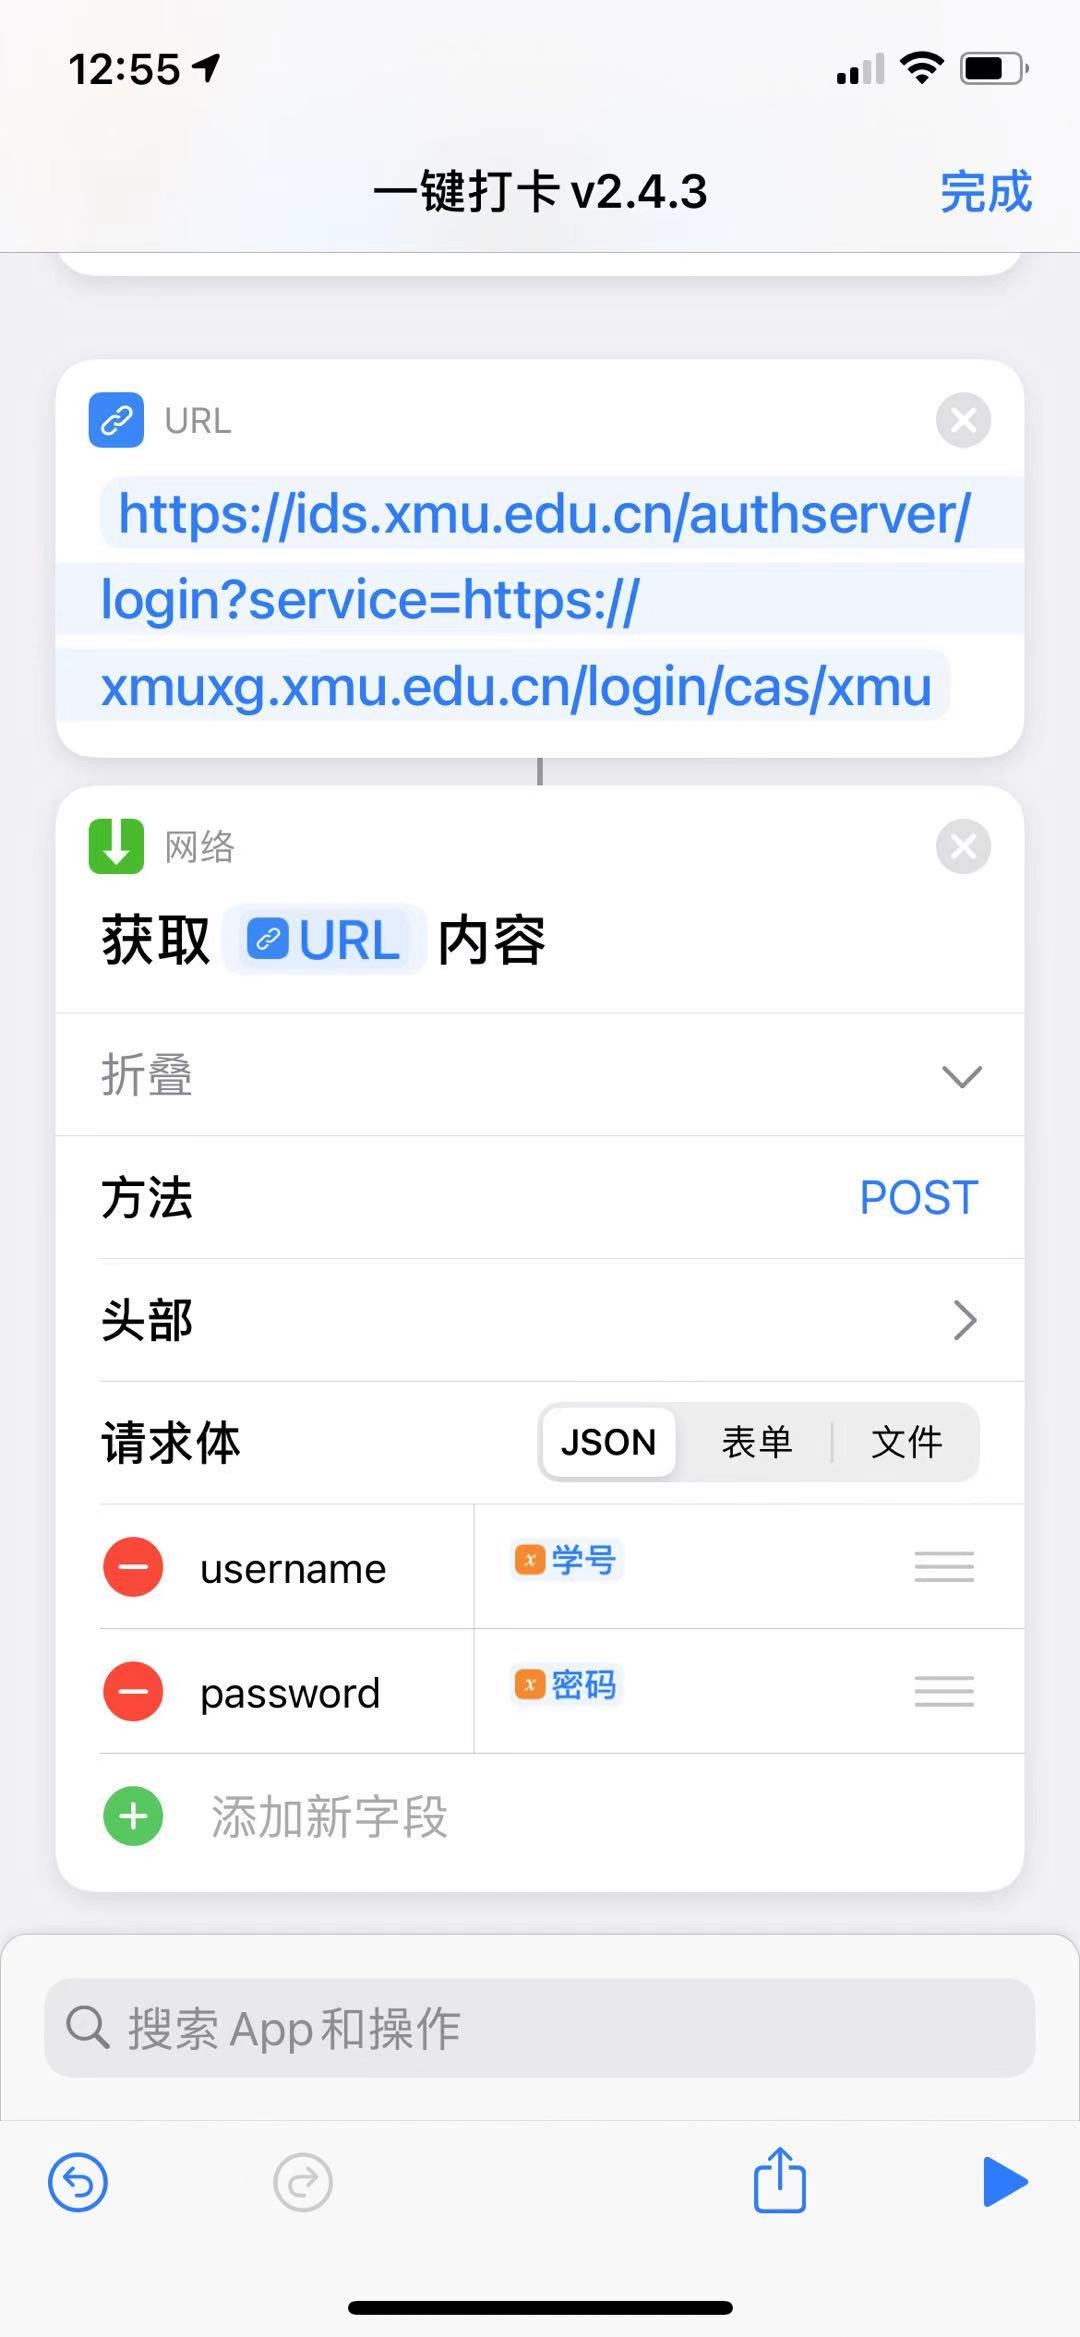 12:55
一键打卡 v2.4.3
完成
URL
https://ids.xmu.edu.cn/authserver/
login?service=https://
xmuxg.xmu.edu.cn/login/cas/xmu
网络
获取 URL 内容
折叠
方法 POST
头部
请求体 JSON 表单 文件
username 学号
password 密码
添加新字段
搜索 App 和操作